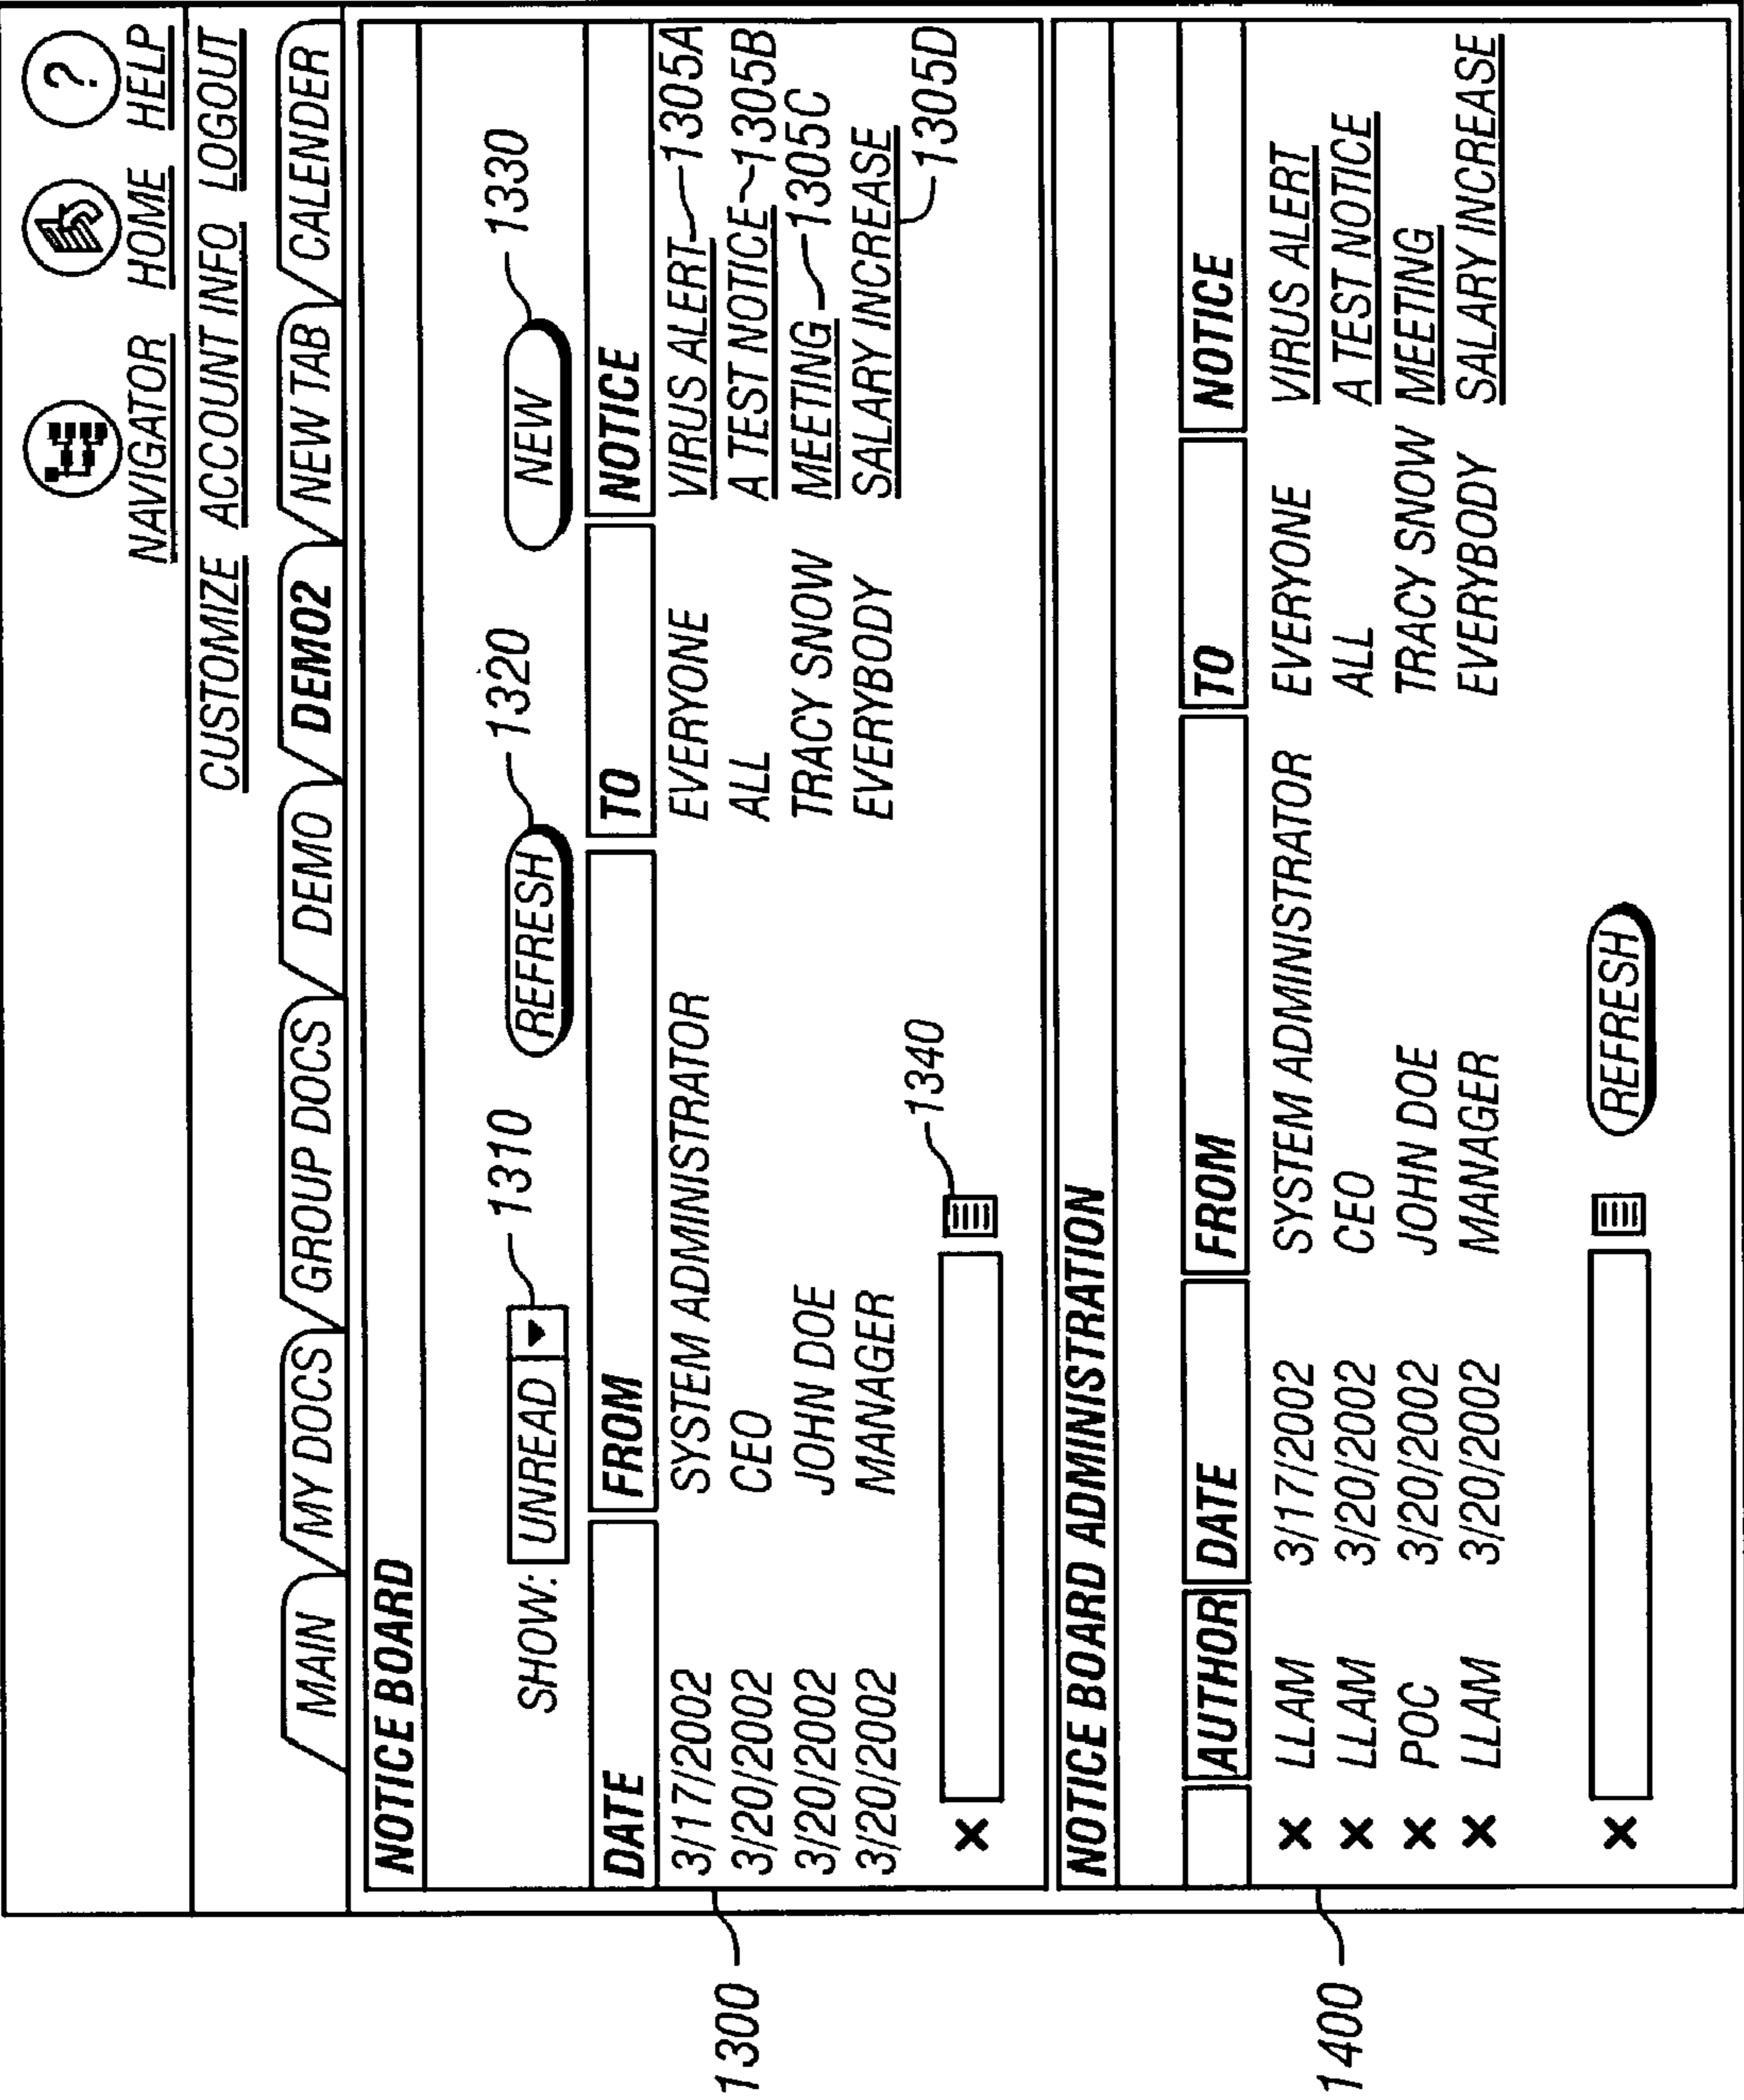 ?
NAVIGATOR HOME HELP
CUSTOMIZE ACCOUNT INFO LOGOUT
MAIN MY DOCS GROUP DOCS DEMO DEMO2 NEW TAB CALENDER
NOTICE BOARD
SHOW: UNREAD 1310 REFRESH 1320 NEW 1330
DATE FROM TO NOTICE
3/17/2002 SYSTEM ADMINISTRATOR EVERYONE VIRUS ALERT 1305A
1300
3/20/2002 CEO ALL A TEST NOTICE 1305B
3/20/2002 JOHN DOE TRACY SNOW MEETING 1305C
3/20/2002 MANAGER EVERYBODY SALARY INCREASE
1340 1305D
X
NOTICE BOARD ADMINISTRATION
AUTHOR DATE FROM TO NOTICE
X LLAM 3/17/2002 SYSTEM ADMINISTRATOR EVERYONE VIRUS ALERT
1400
X LLAM 3/20/2002 CEO ALL A TEST NOTICE
X POC 3/20/2002 JOHN DOE TRACY SNOW MEETING
X LLAM 3/20/2002 MANAGER EVERYBODY SALARY INCREASE
X REFRESH